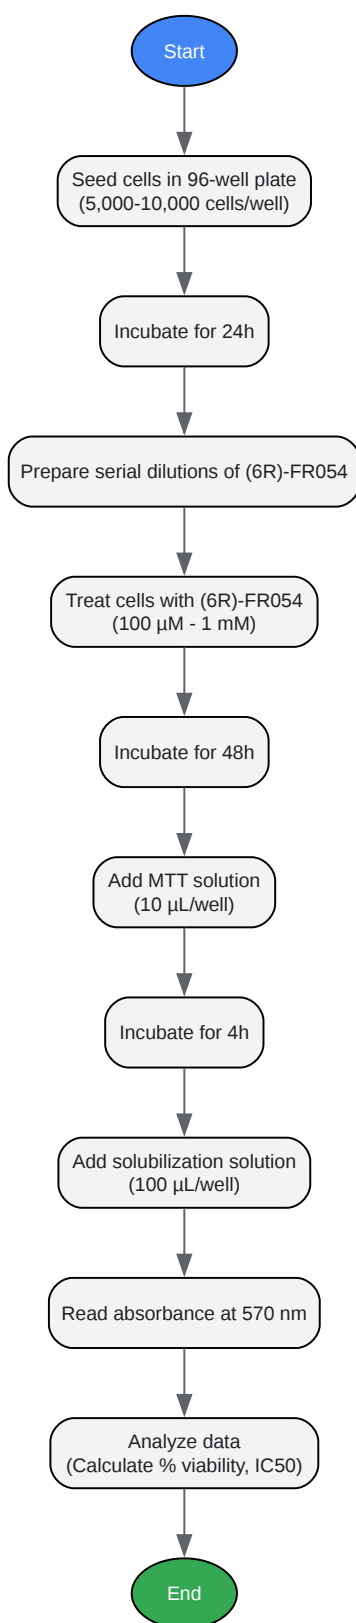 Start
Seed cells in 96-well plate
(5,000-10,000 cells/well)
Incubate for 24h
Prepare serial dilutions of (6R)-FR054
Treat cells with (6R)-FR054
(100 µM - 1 mM)
Incubate for 48h
Add MTT solution
(10 µL/well)
Incubate for 4h
Add solubilization solution
(100 µL/well)
Read absorbance at 570 nm
Analyze data
(Calculate % viability, IC50)
End